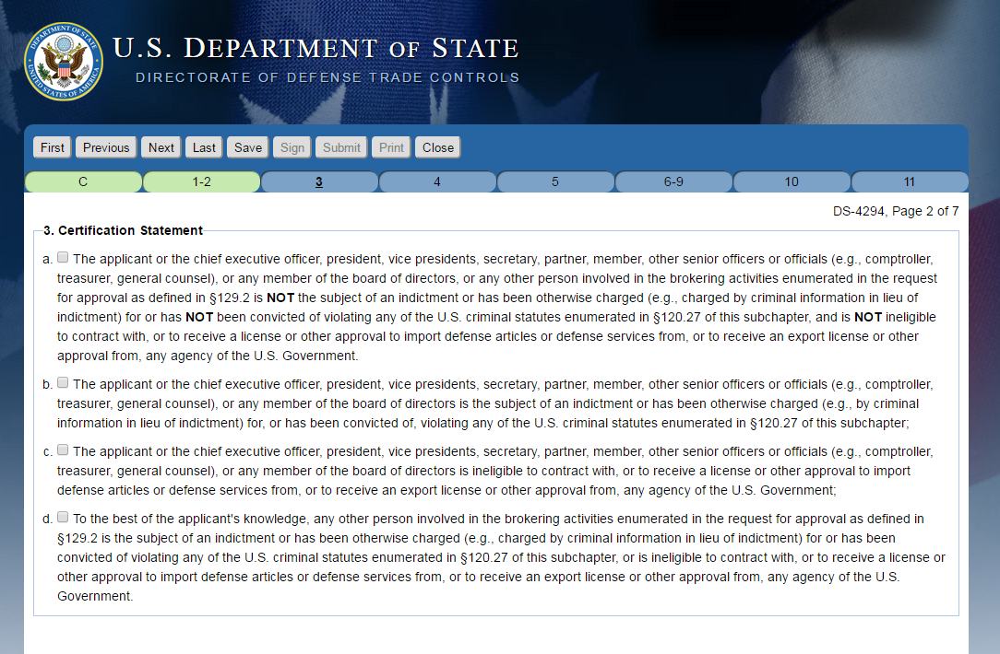 DEPARTMENT OF STATE
UNITED STATES OF AMERICA
U.S. DEPARTMENT OF STATE
DIRECTORATE OF DEFENSE TRADE CONTROLS
First Previous Next Last Save Sign Submit Print Close
C 1-2 3 4 5 6-9 10 11
DS-4294, Page 2 of 7
3. Certification Statement
a. The applicant or the chief executive officer, president, vice presidents, secretary, partner, member, other senior officers or officials (e.g., comptroller,
treasurer, general counsel), or any member of the board of directors, or any other person involved in the brokering activities enumerated in the request
for approval as defined in §129.2 is NOT the subject of an indictment or has been otherwise charged (e.g., charged by criminal information in lieu of
indictment) for or has NOT been convicted of violating any of the U.S. criminal statutes enumerated in §120.27 of this subchapter, and is NOT ineligible
to contract with, or to receive a license or other approval to import defense articles or defense services from, or to receive an export license or other
approval from, any agency of the U.S. Government.
b. The applicant or the chief executive officer, president, vice presidents, secretary, partner, member, other senior officers or officials (e.g., comptroller,
treasurer, general counsel), or any member of the board of directors is the subject of an indictment or has been otherwise charged (e.g., by criminal
information in lieu of indictment) for, or has been convicted of, violating any of the U.S. criminal statutes enumerated in §120.27 of this subchapter;
c. The applicant or the chief executive officer, president, vice presidents, secretary, partner, member, other senior officers or officials (e.g., comptroller,
treasurer, general counsel), or any member of the board of directors is ineligible to contract with, or to receive a license or other approval to import
defense articles or defense services from, or to receive an export license or other approval from, any agency of the U.S. Government;
d. To the best of the applicant's knowledge, any other person involved in the brokering activities enumerated in the request for approval as defined in
§129.2 is the subject of an indictment or has been otherwise charged (e.g., charged by criminal information in lieu of indictment) for or has been
convicted of violating any of the U.S. criminal statutes enumerated in §120.27 of this subchapter, or is ineligible to contract with, or to receive a license or
other approval to import defense articles or defense services from, or to receive an export license or other approval from, any agency of the U.S.
Government.